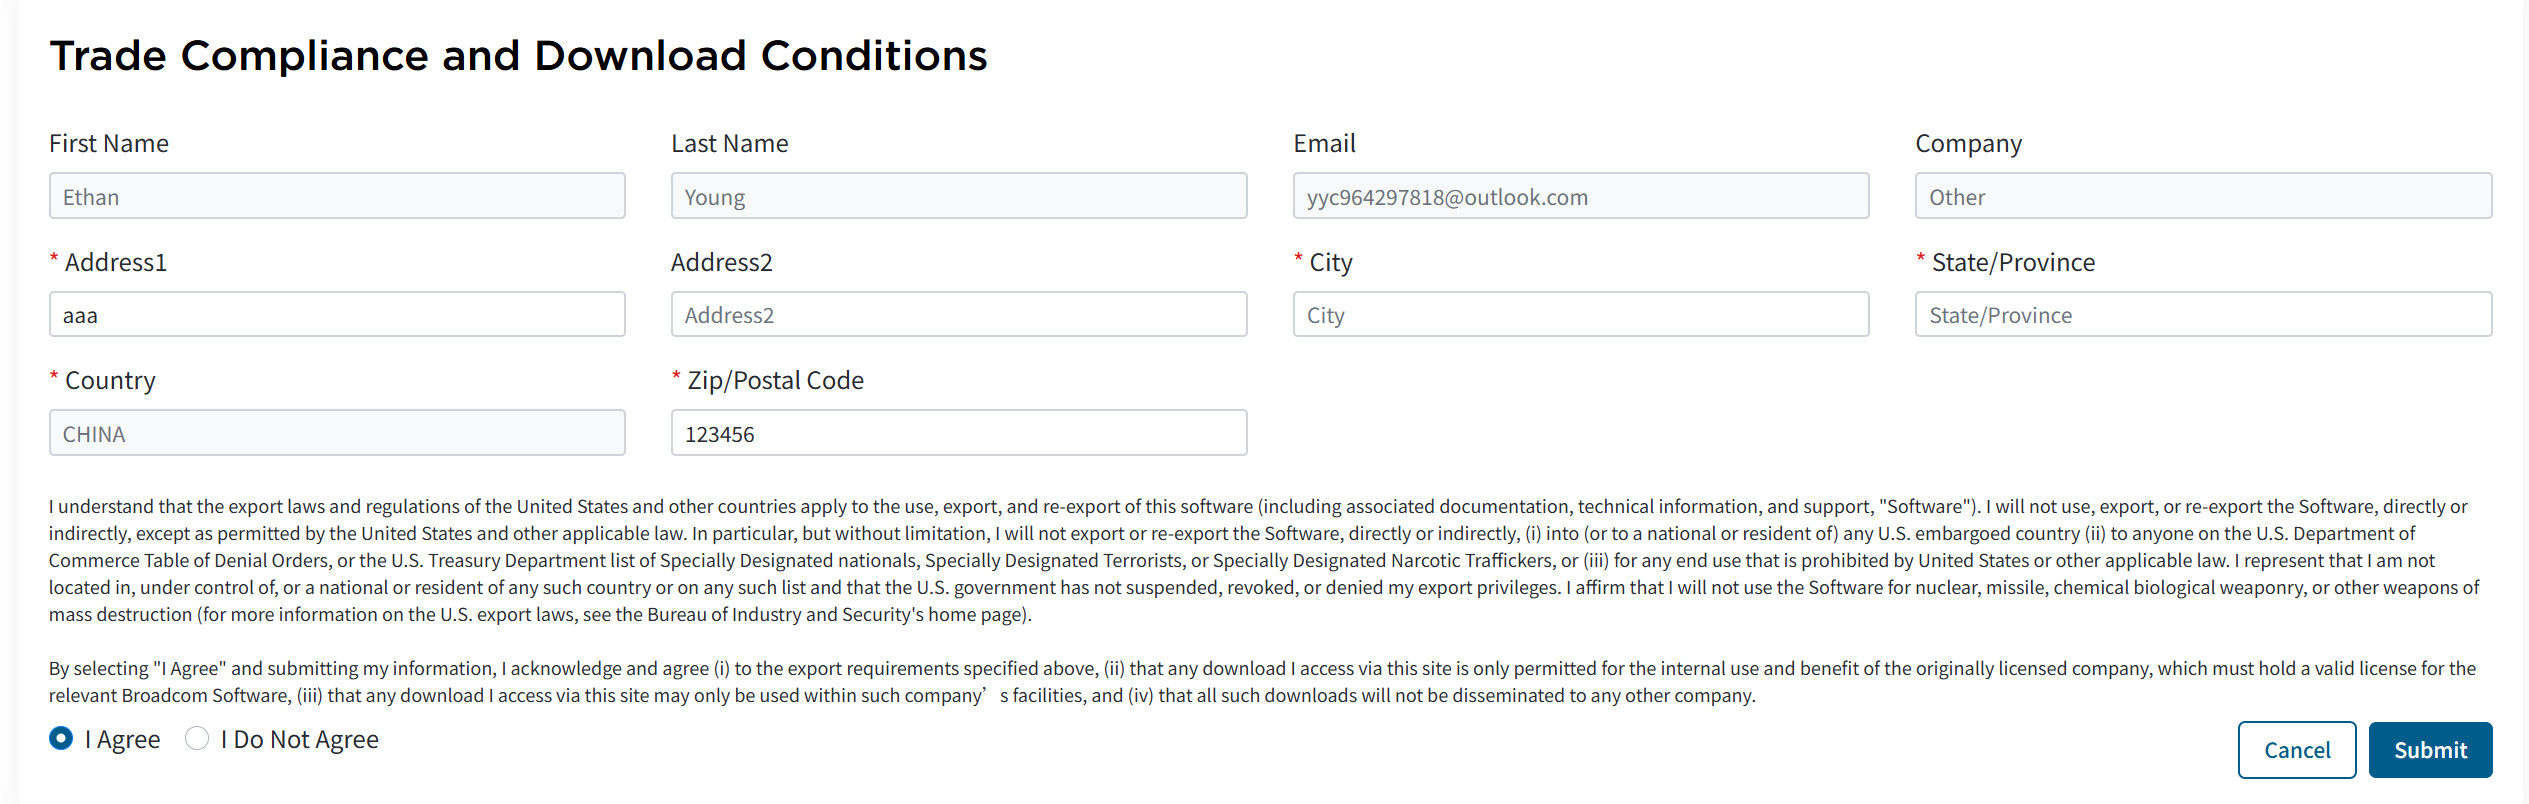 Trade Compliance and Download Conditions
First Name
Last Name
Email
Company
Ethan
Young
yyc964297818@outlook.com
Other
* Address1
Address2
* City
* State/Province
aaa
Address2
City
State/Province
* Country
* Zip/Postal Code
CHINA
123456
I understand that the export laws and regulations of the United States and other countries apply to the use, export, and re-export of this software (including associated documentation, technical information, and support, "Software"). I will not use, export, or re-export the Software, directly or
indirectly, except as permitted by the United States and other applicable law. In particular, but without limitation, I will not export or re-export the Software, directly or indirectly, (i) into (or to a national or resident of) any U.S. embargoed country (ii) to anyone on the U.S. Department of
Commerce Table of Denial Orders, or the U.S. Treasury Department list of Specially Designated nationals, Specially Designated Terrorists, or Specially Designated Narcotic Traffickers, or (iii) for any end use that is prohibited by United States or other applicable law. I represent that I am not
located in, under control of, or a national or resident of any such country or on any such list and that the U.S. government has not suspended, revoked, or denied my export privileges. I affirm that I will not use the Software for nuclear, missile, chemical biological weaponry, or other weapons of
mass destruction (for more information on the U.S. export laws, see the Bureau of Industry and Security's home page).
By selecting "I Agree" and submitting my information, I acknowledge and agree (i) to the export requirements specified above, (ii) that any download I access via this site is only permitted for the internal use and benefit of the originally licensed company, which must hold a valid license for the
relevant Broadcom Software, (iii) that any download I access via this site may only be used within such company’s facilities, and (iv) that all such downloads will not be disseminated to any other company.
I Agree
I Do Not Agree
Cancel
Submit